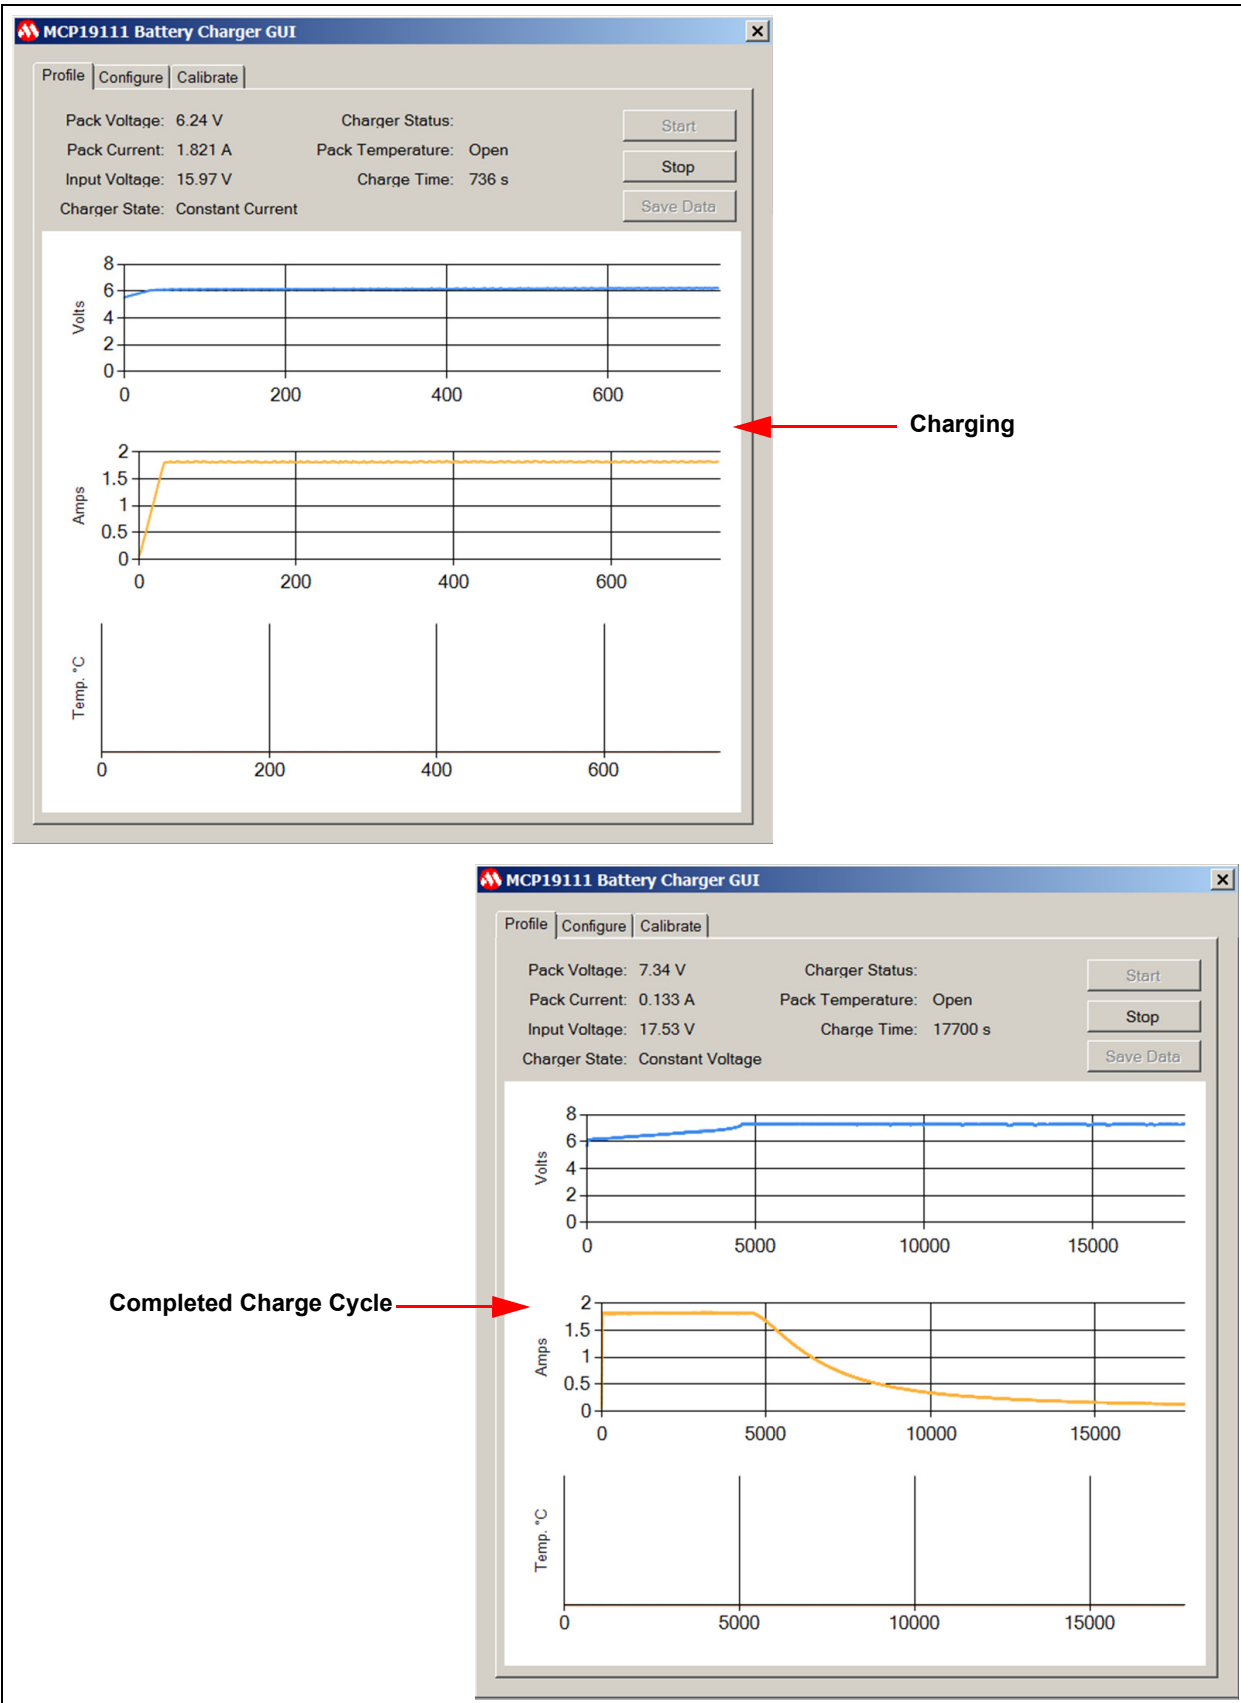 MCP19111 Battery Charger GUI
Profile Configure Calibrate
Pack Voltage: 6.24 V Charger Status: Start
Pack Current: 1.821 A Pack Temperature: Open Stop
Input Voltage: 15.97 V Charge Time: 736 s
Charger State: Constant Current Save Data
8
6
4
2
0
Volts
0 200 400 600
Charging
2
1.5
1
0.5
0
Amps
0 200 400 600
Temp. °C
0 200 400 600
MCP19111 Battery Charger GUI
Profile Configure Calibrate
Pack Voltage: 7.34 V Charger Status: Start
Pack Current: 0.133 A Pack Temperature: Open Stop
Input Voltage: 17.53 V Charge Time: 17700 s
Charger State: Constant Voltage Save Data
8
6
4
2
0
Volts
0 5000 10000 15000
Completed Charge Cycle
2
1.5
1
0.5
0
Amps
0 5000 10000 15000
Temp. °C
0 5000 10000 15000